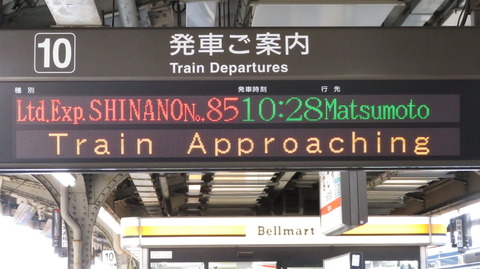 10
発車ご案内
Train Departures
種別 発車時刻 行先
Ltd.Exp.SHINANO No.85 10:28 Matsumoto
Train Approaching
Bellmart
10